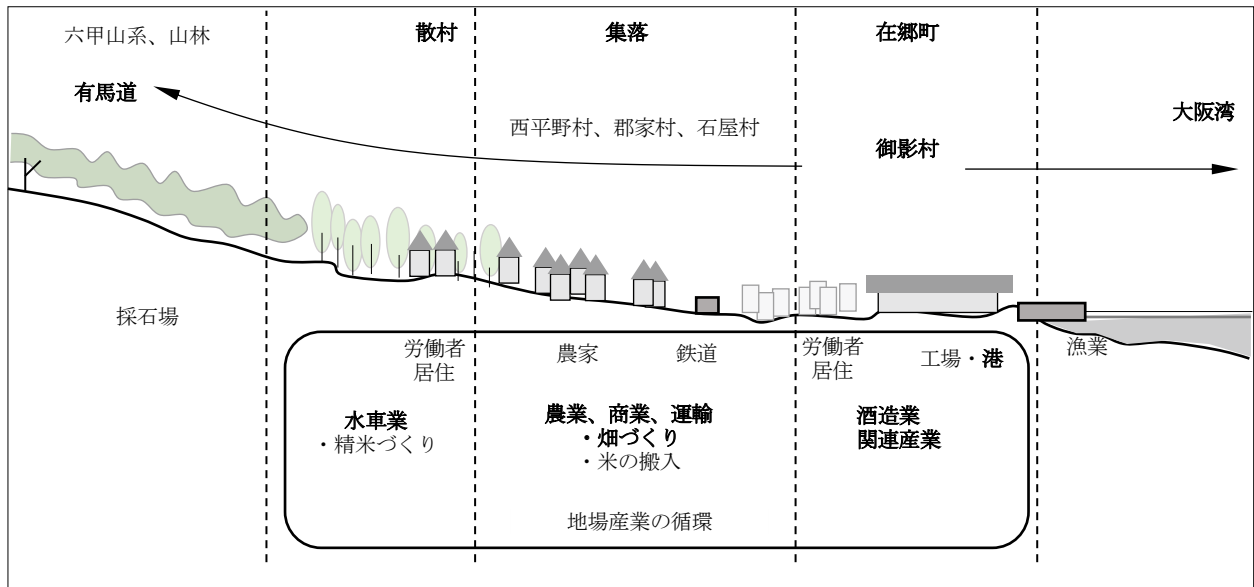 六甲山系、山林
散村
集落
在郷町
有馬道
大阪湾
西平野村、郡家村、石屋村
御影村
採石場
労働者
居住
農家
鉄道
労働者
居住
工場・港
漁業
水車業
・精米づくり
農業、商業、運輸
・畑づくり
・米の搬入
酒造業
関連産業
地場産業の循環